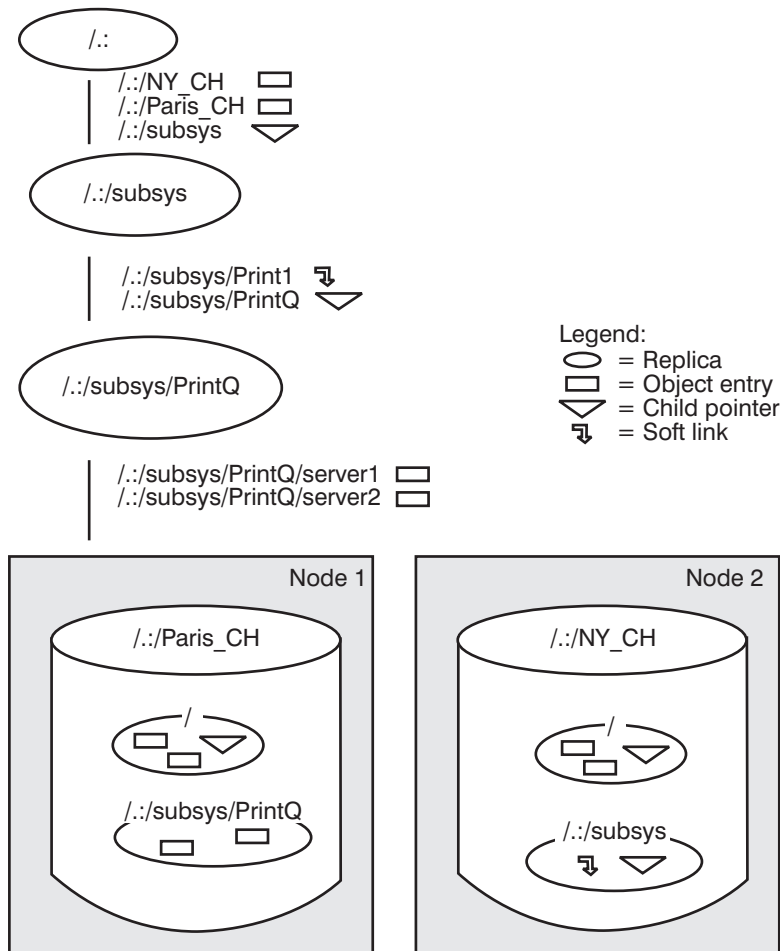 /.:
/.:/NY_CH
/.:/Paris_CH
/.:/subsys
/.:/subsys
/.:/subsys/Print1
/.:/subsys/PrintQ
/.:/subsys/PrintQ
Legend:
= Replica
= Object entry
= Child pointer
= Soft link
/.:/subsys/PrintQ/server1
/.:/subsys/PrintQ/server2
Node 1
/.:/Paris_CH
/
/.:/subsys/PrintQ
Node 2
/.:/NY_CH
/
/.:/subsys